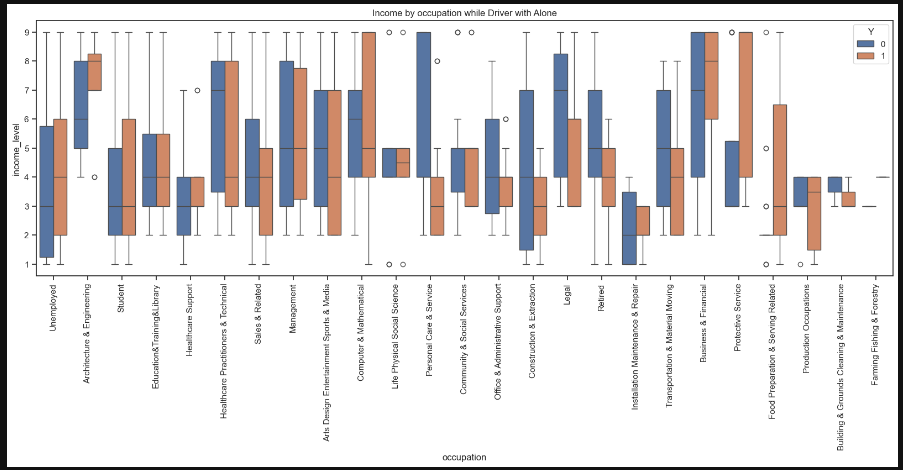 Income by occupation while Driver with Alone
Y
0
1
income_level
9
8
7
6
5
4
3
2
1
Unemployed
Architecture & Engineering
Student
Education&Training&Library
Healthcare Support
Healthcare Practitioners & Technical
Sales & Related
Management
Arts Design Entertainment Sports & Media
Computer & Mathematical
Life Physical Social Science
Personal Care & Service
Community & Social Services
Office & Administrative Support
Construction & Extraction
Legal
Retired
Installation Maintenance & Repair
Transportation & Material Moving
Business & Financial
Protective Service
Food Preparation & Serving Related
Production Occupations
Building & Grounds Cleaning & Maintenance
Farming Fishing & Forestry
occupation